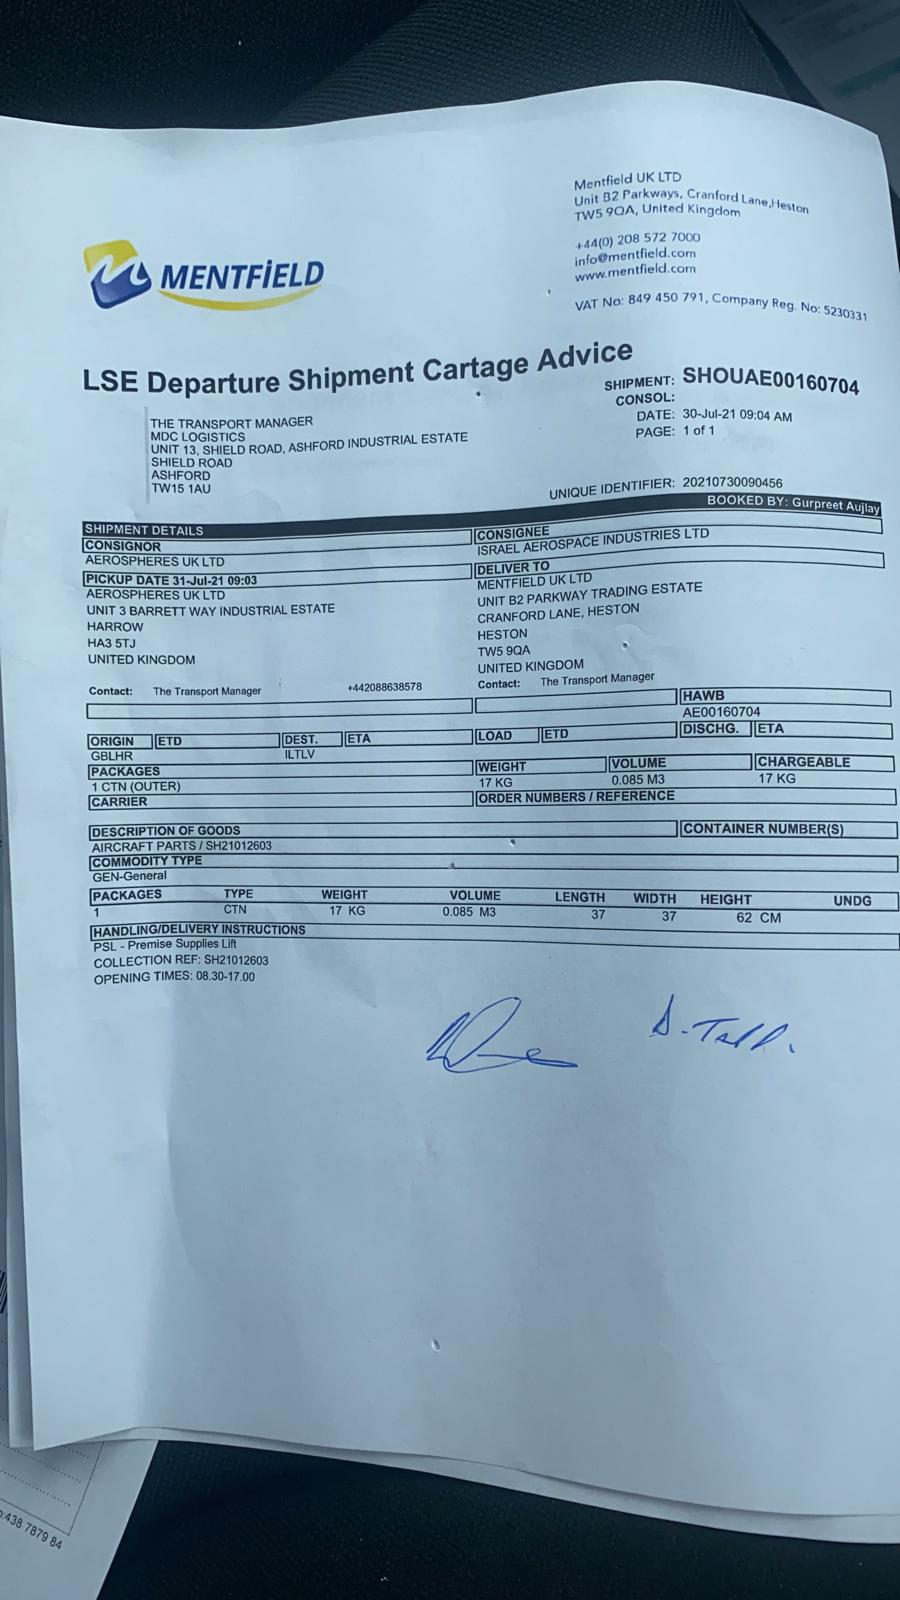 Mentfield UK LTD
Unit B2 Parkways, Cranford Lane,Heston
TW5 9QA, United Kingdom
+44(0) 208 572 7000
info@mentfield.com
www.mentfield.com
VAT No: 849 450 791, Company Reg. No: 5230331
MENTFiELD
LSE Departure Shipment Cartage Advice
SHIPMENT: SHOUAE00160704
CONSOL:
DATE: 30-Jul-21 09:04 AM
PAGE: 1 of 1
THE TRANSPORT MANAGER
MDC LOGISTICS
UNIT 13, SHIELD ROAD, ASHFORD INDUSTRIAL ESTATE
SHIELD ROAD
ASHFORD
TW15 1AU
UNIQUE IDENTIFIER: 20210730090456
BOOKED BY: Gurpreet Aujlay
SHIPMENT DETAILS
CONSIGNOR
AEROSPHERES UK LTD
PICKUP DATE 31-Jul-21 09:03
AEROSPHERES UK LTD
UNIT 3 BARRETT WAY INDUSTRIAL ESTATE
HARROW
HA3 5TJ
UNITED KINGDOM
Contact: The Transport Manager +442088638578
CONSIGNEE
ISRAEL AEROSPACE INDUSTRIES LTD
DELIVER TO
MENTFIELD UK LTD
UNIT B2 PARKWAY TRADING ESTATE
CRANFORD LANE, HESTON
HESTON
TW5 9QA
UNITED KINGDOM
Contact: The Transport Manager
HAWB
AE00160704
ORIGIN ETD DEST. ETA LOAD ETD DISCHG. ETA
GBLHR ILTLV
PACKAGES WEIGHT VOLUME CHARGEABLE
1 CTN (OUTER) 17 KG 0.085 M3 17 KG
CARRIER ORDER NUMBERS / REFERENCE
DESCRIPTION OF GOODS CONTAINER NUMBER(S)
AIRCRAFT PARTS / SH21012603
COMMODITY TYPE
GEN-General
PACKAGES TYPE WEIGHT VOLUME LENGTH WIDTH HEIGHT UNDG
1 CTN 17 KG 0.085 M3 37 37 62 CM
HANDLING/DELIVERY INSTRUCTIONS
PSL - Premise Supplies Lift
COLLECTION REF: SH21012603
OPENING TIMES: 08.30-17.00
438 7879 84